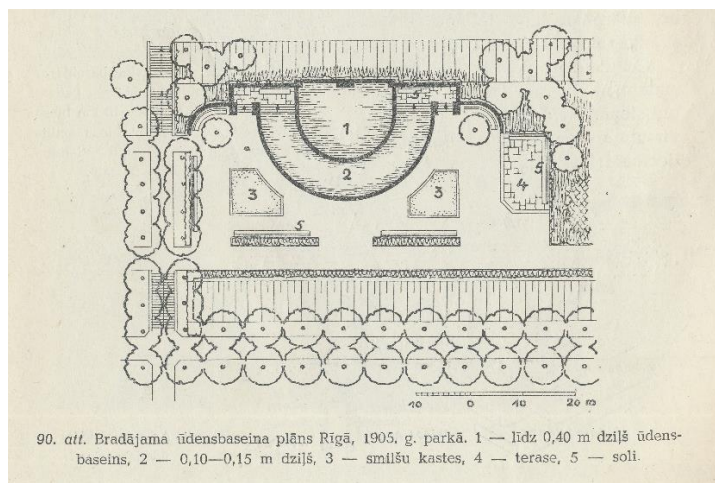 5
1
2
3
3
4
5
5
10 0 10 20 m
90. att. Bradājama ūdensbaseina plāns Rīgā, 1905. g. parkā. 1 — līdz 0,40 m dziļš ūdens-
baseins, 2 — 0,10—0,15 m dziļš, 3 — smilšu kastes, 4 — terase, 5 — soli.